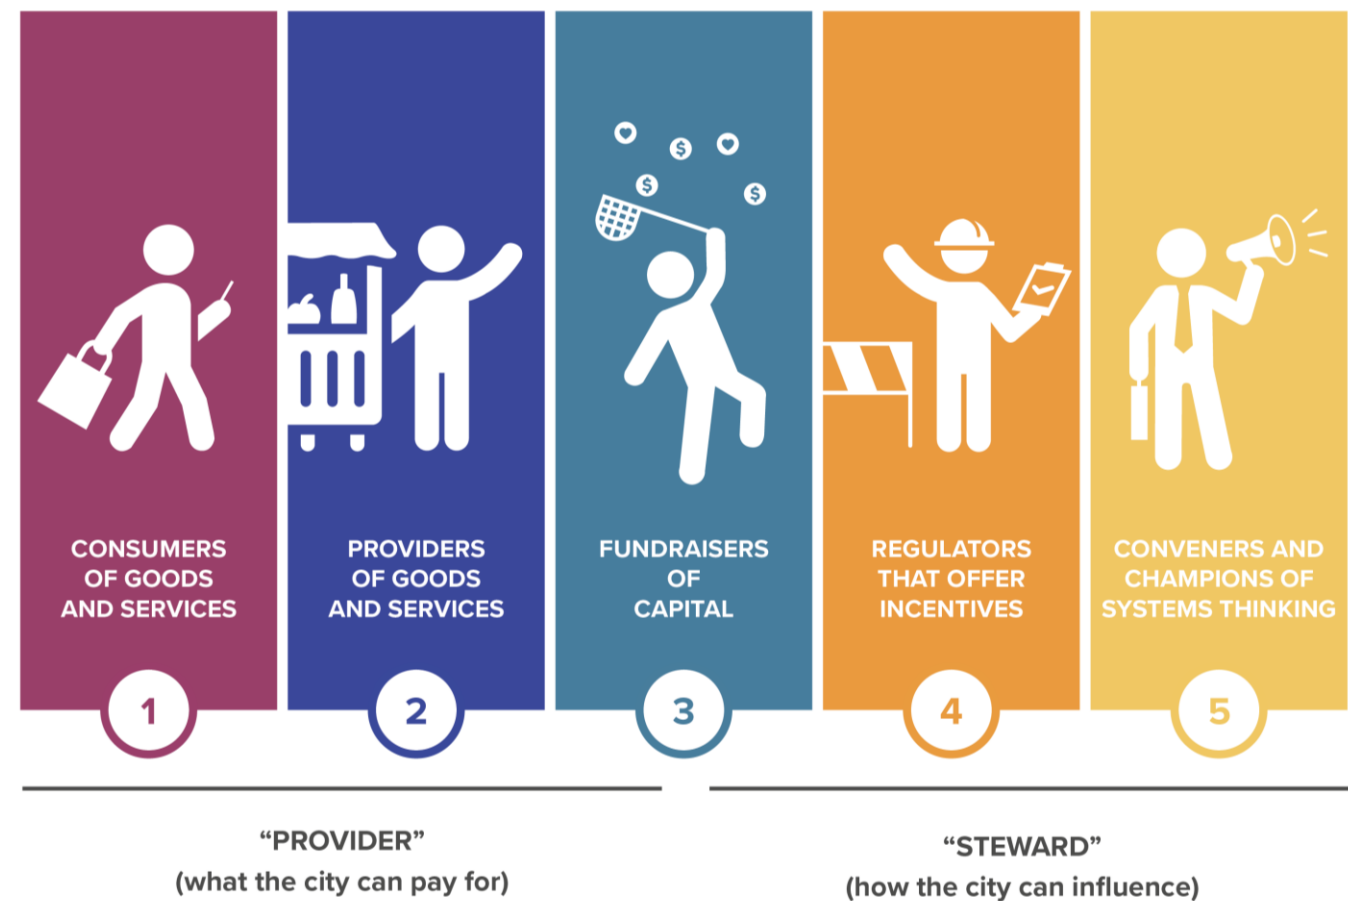 $
$
$
CONSUMERS
OF GOODS
AND SERVICES
1
PROVIDERS
OF GOODS
AND SERVICES
2
FUNDRAISERS
OF
CAPITAL
3
REGULATORS
THAT OFFER
INCENTIVES
4
CONVENERS AND
CHAMPIONS OF
SYSTEMS THINKING
5
“PROVIDER”
(what the city can pay for)
“STEWARD”
(how the city can influence)